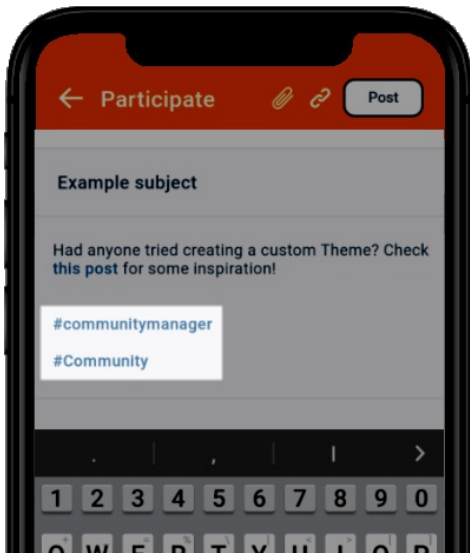 Participate
Post
Example subject
Had anyone tried creating a custom Theme? Check
this post for some inspiration!
#communitymanager
#Community
. , I >
1 2 3 4 5 6 7 8 9 0